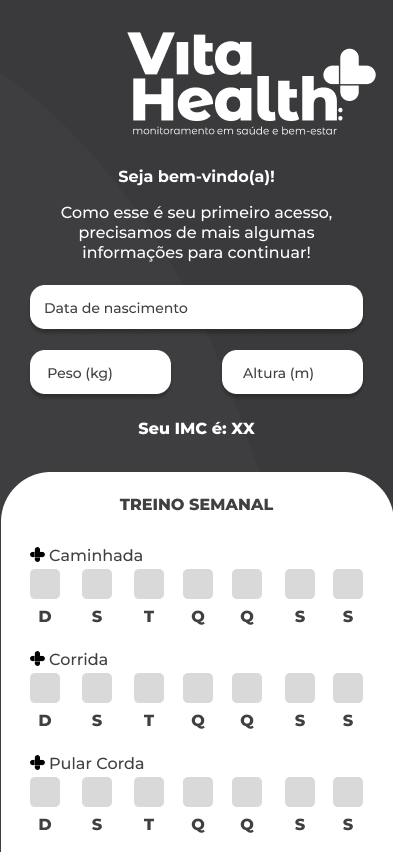 Vita
Health:
monitoramento em saúde e bem-estar
Seja bem-vindo(a)!
Como esse é seu primeiro acesso,
precisamos de mais algumas
informações para continuar!
Data de nascimento
Peso (kg) Altura (m)
Seu IMC é: XX
TREINO SEMANAL
Caminhada
D S T Q Q S S
Corrida
D S T Q Q S S
Pular Corda
D S T Q Q S S